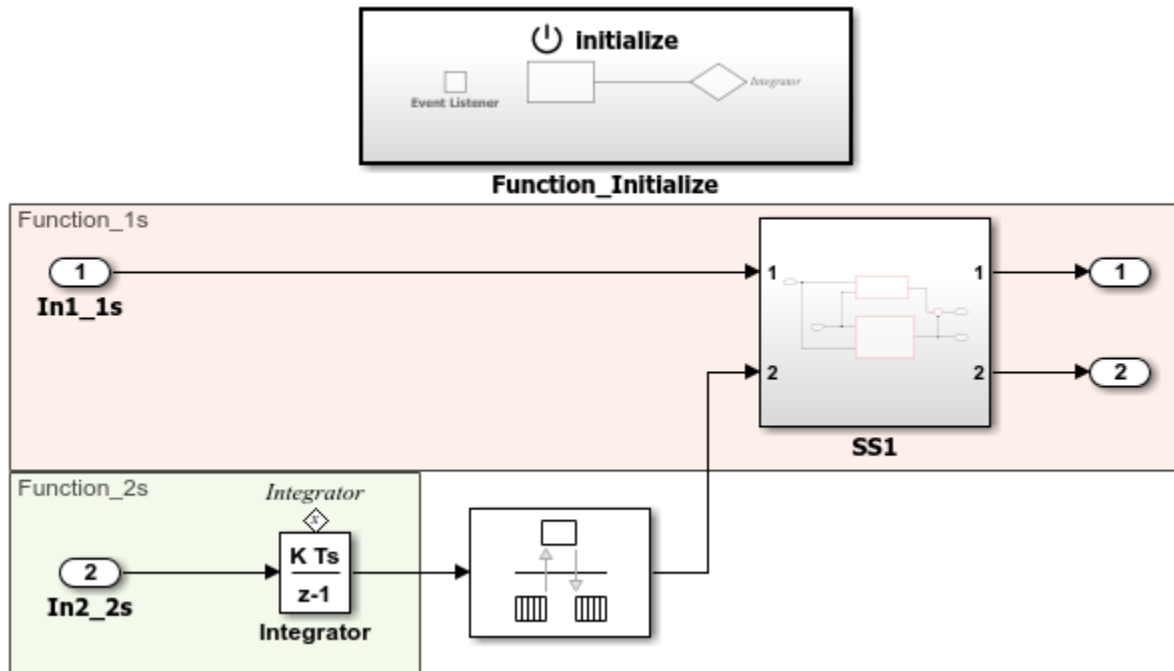 initialize
Event Listener
Integrator
Function_Initialize
Function_1s
1
In1_1s
1
2
1
2
SS1
1
2
Function_2s
Integrator
x
2
In2_2s
K Ts
z-1
Integrator